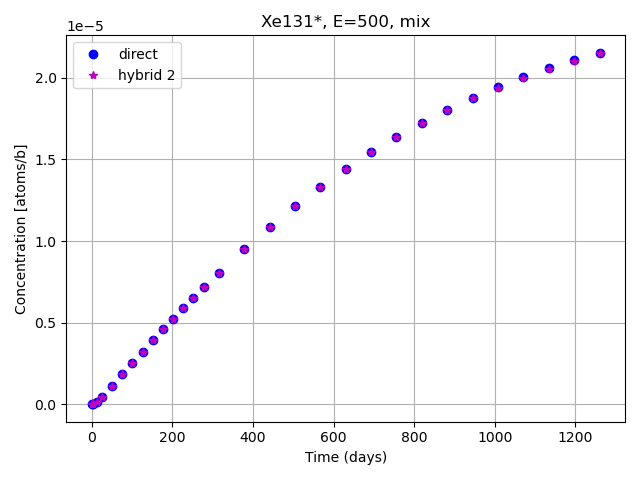 Xe131*, E=500, mix
1e−5
direct
hybrid 2
2.0
1.5
1.0
0.5
0.0
Concentration [atoms/b]
0 200 400 600 800 1000 1200
Time (days)